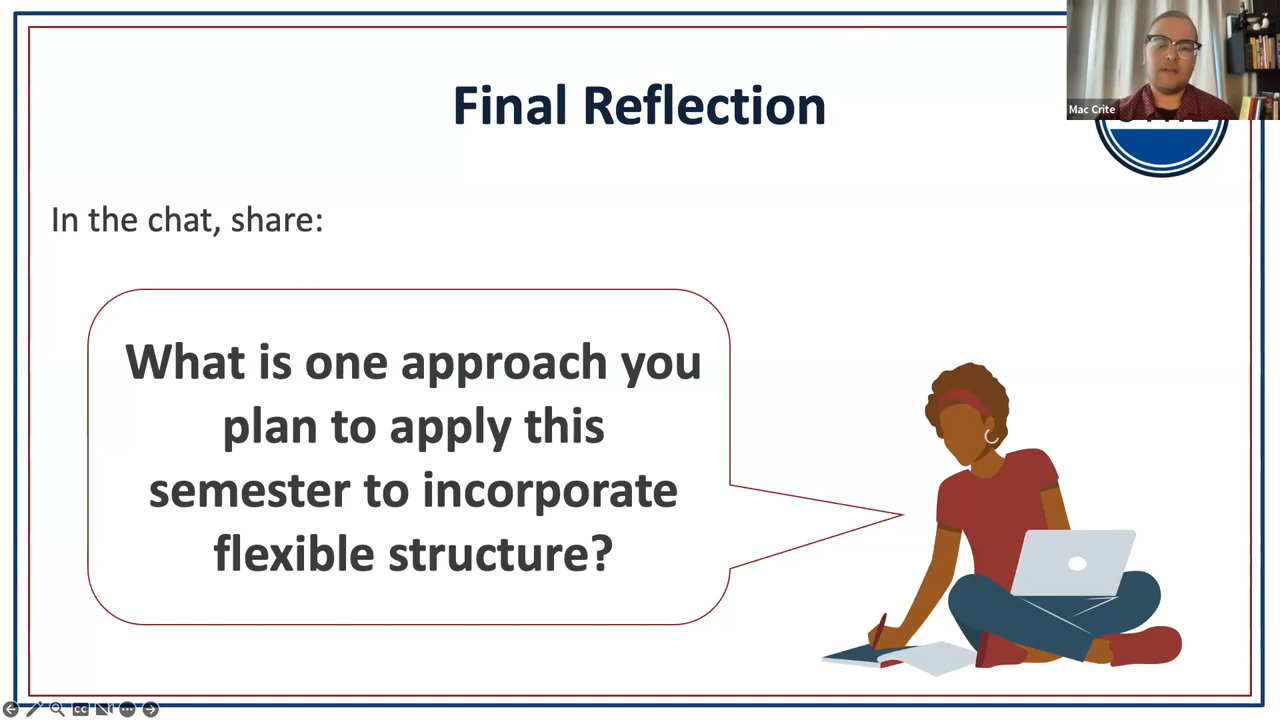 Final Reflection
Mac Crite
In the chat, share:
What is one approach you
plan to apply this
semester to incorporate
flexible structure?
CC